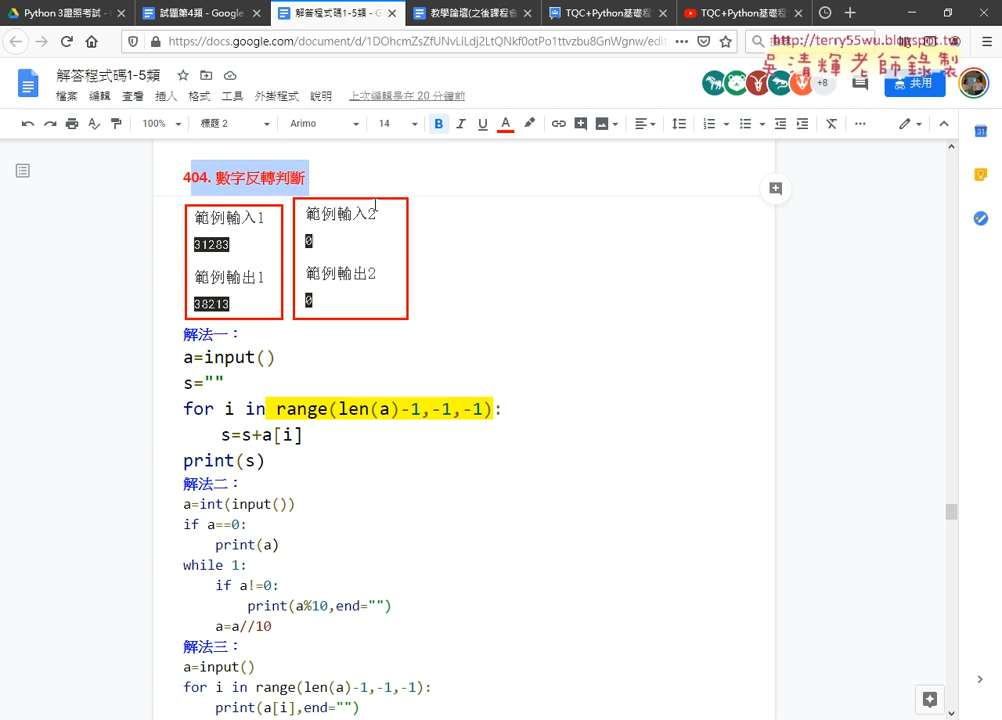 Python 3證照考試 -
試題第4類 - Google
解答程式碼1-5類 - G
教學論壇(之後課程會
TQC+Python基礎程
TQC+Python基礎程
https://docs.google.com/document/d/1DOhcmZsZfUNvLiLdj2LtQNkf0otPo1ttvzbu8GnWgnw/edit
http://terry55wu.blogspot.tw
吳清輝老師錄製
解答程式碼1-5類
檔案 編輯 查看 插入 格式 工具 外掛程式 說明 上次編輯是在 20 分鐘前
+8
共用
100% 標題 2 Arimo 14 B I U A
31
404. 數字反轉判斷
範例輸入1
31283
範例輸出1
38213
範例輸入2
0
範例輸出2
0
解法一：
a=input()
s=""
for i in range(len(a)-1,-1,-1):
s=s+a[i]
print(s)
解法二：
a=int(input())
if a==0:
print(a)
while 1:
if a!=0:
print(a%10,end="")
a=a//10
解法三：
a=input()
for i in range(len(a)-1,-1,-1):
print(a[i],end="")